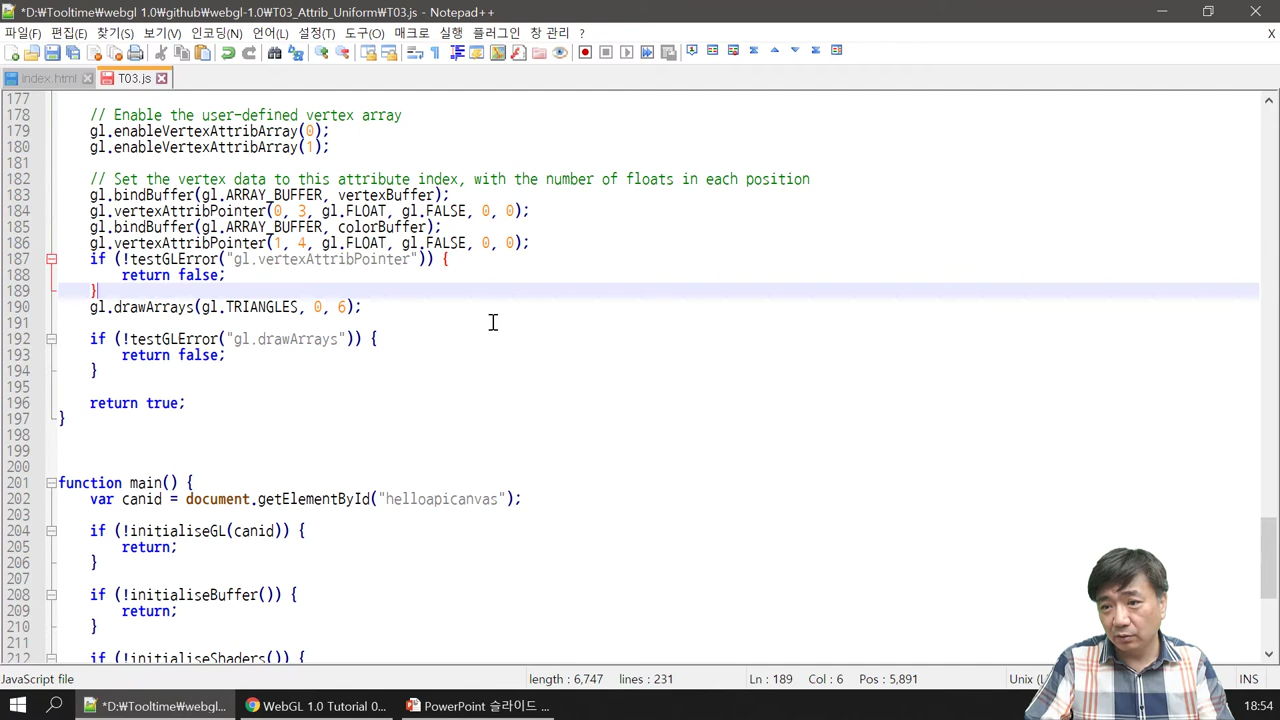 *D:₩Tooltime₩webgl 1.0₩github₩webgl-1.0₩T03_Attrib_Uniform₩T03.js - Notepad++
파일(F) 편집(E) 찾기(S) 보기(V) 인코딩(N) 언어(L) 설정(T) 도구(O) 매크로 실행 플러그인 창 관리 ? X
index.html T03.js
177
178 // Enable the user-defined vertex array
179 gl.enableVertexAttribArray(0);
180 gl.enableVertexAttribArray(1);
181
182 // Set the vertex data to this attribute index, with the number of floats in each position
183 gl.bindBuffer(gl.ARRAY_BUFFER, vertexBuffer);
184 gl.vertexAttribPointer(0, 3, gl.FLOAT, gl.FALSE, 0, 0);
185 gl.bindBuffer(gl.ARRAY_BUFFER, colorBuffer);
186 gl.vertexAttribPointer(1, 4, gl.FLOAT, gl.FALSE, 0, 0);
187 if (!testGLError("gl.vertexAttribPointer")) {
188 return false;
189 }
190 gl.drawArrays(gl.TRIANGLES, 0, 6);
191
192 if (!testGLError("gl.drawArrays")) {
193 return false;
194 }
195
196 return true;
197 }
198
199
200
201 function main() {
202 var canid = document.getElementById("helloapicanvas");
203
204 if (!initialiseGL(canid)) {
205 return;
206 }
207
208 if (!initialiseBuffer()) {
209 return;
210 }
211
212 if (!initialiseShaders()) {
JavaScript file length : 6,747 lines : 231 Ln : 189 Col : 6 Pos : 5,891 Unix (L INS
*D:₩Tooltime₩webgl... WebGL 1.0 Tutorial 0... PowerPoint 슬라이드 ... 18:54